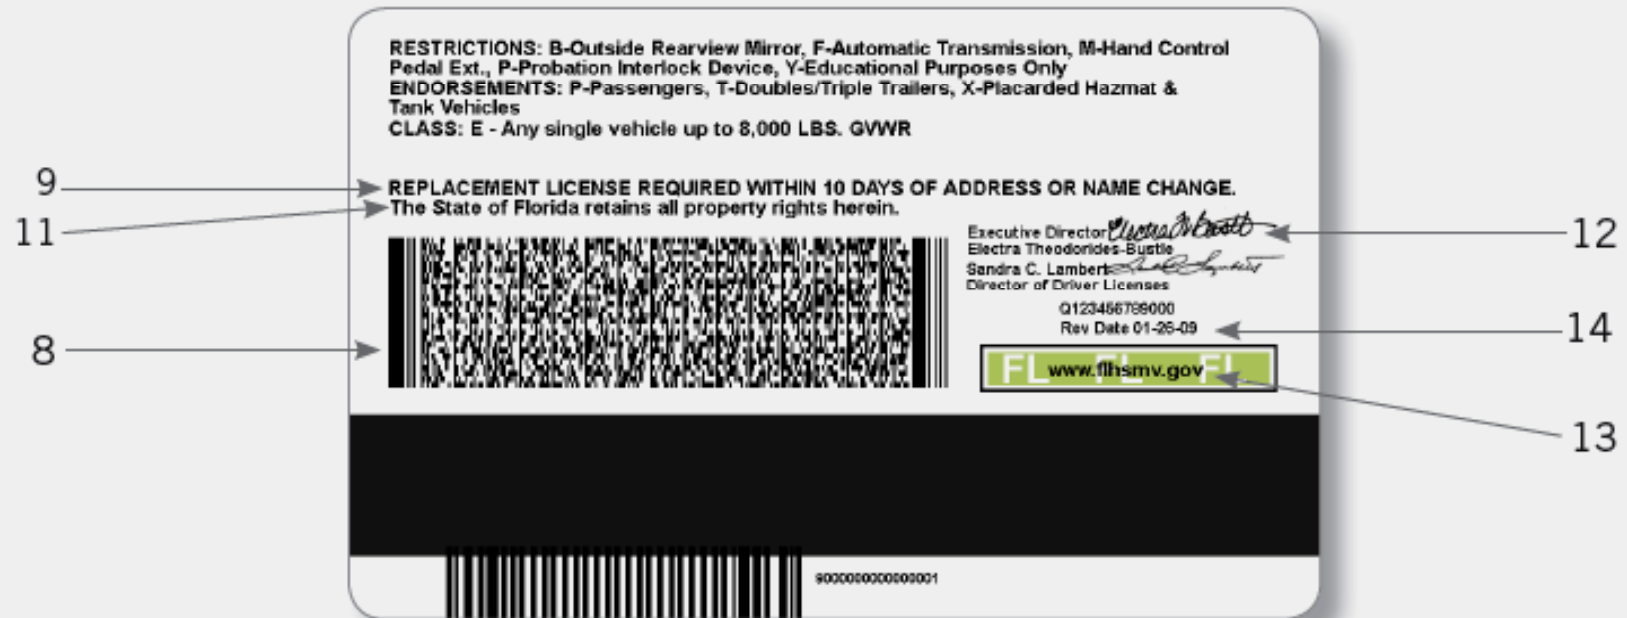 RESTRICTIONS: B-Outside Rearview Mirror, F-Automatic Transmission, M-Hand Control
Pedal Ext., P-Probation Interlock Device, Y-Educational Purposes Only
ENDORSEMENTS: P-Passengers, T-Doubles/Triple Trailers, X-Placarded Hazmat &
Tank Vehicles
CLASS: E - Any single vehicle up to 8,000 LBS. GVWR
9
REPLACEMENT LICENSE REQUIRED WITHIN 10 DAYS OF ADDRESS OR NAME CHANGE.
11
The State of Florida retains all property rights herein.
Executive Director
12
Electra Theodorides-Bustle
Sandra C. Lambert
Director of Driver Licenses
Q123456789000
Rev Date 01-26-09
14
8
FL FL FL
www.flhsmv.gov
13
9000000000000001